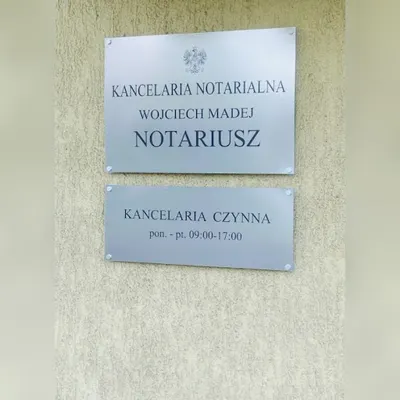 KANCELARIA NOTARIALNA
WOJCIECH MADEJ
NOTARIUSZ
KANCELARIA CZYNNA
pon. - pt. 09:00-17:00